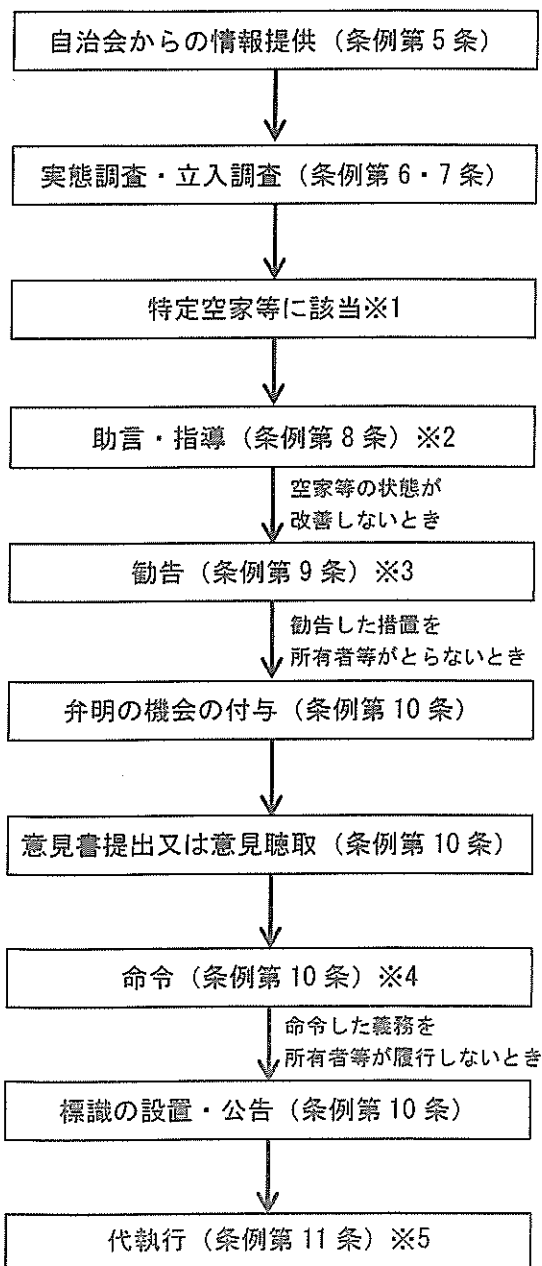 自治会からの情報提供（条例第5条）
実態調査・立入調査（条例第6・7条）
特定空家等に該当※1
助言・指導（条例第8条）※2
空家等の状態が
改善しないとき
勧告（条例第9条）※3
勧告した措置を
所有者等がとらないとき
弁明の機会の付与（条例第10条）
意見書提出又は意見聴取（条例第10条）
命令（条例第10条）※4
命令した義務を
所有者等が履行しないとき
標識の設置・公告（条例第10条）
代執行（条例第11条）※5